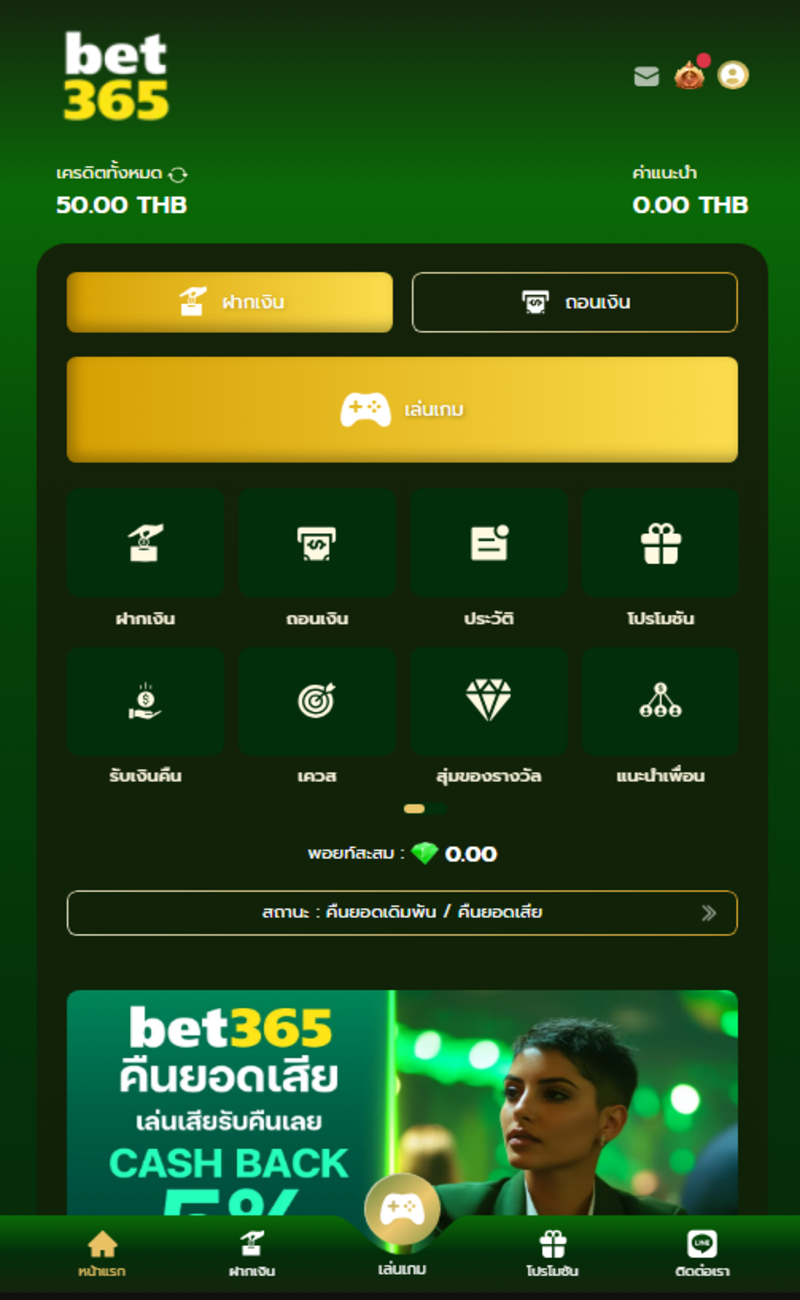 bet
365
เครดิตทั้งหมด
ค่าแนะนำ
50.00 THB
0.00 THB
ฝากเงิน
ถอนเงิน
เล่นเกม
ฝากเงิน
ถอนเงิน
ประวัติ
โปรโมชัน
รับเงินคืน
เควส
สุ่มของรางวัล
แนะนำเพื่อน
พอยท์สะสม : 0.00
สถานะ : คืนยอดเดิมพัน / คืนยอดเสีย
bet365
คืนยอดเสีย
เล่นเสียรับคืนเลย
CASH BACK
5%
หน้าแรก
ฝากเงิน
เล่นเกม
โปรโมชัน
LINE
ติดต่อเรา